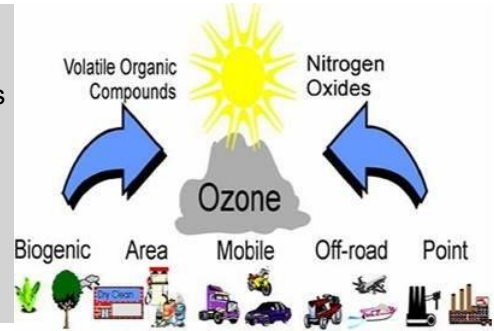 s
Volatile Organic
Compounds
Nitrogen
Oxides
Ozone
Biogenic Area Mobile Off-road Point
Dry Clean